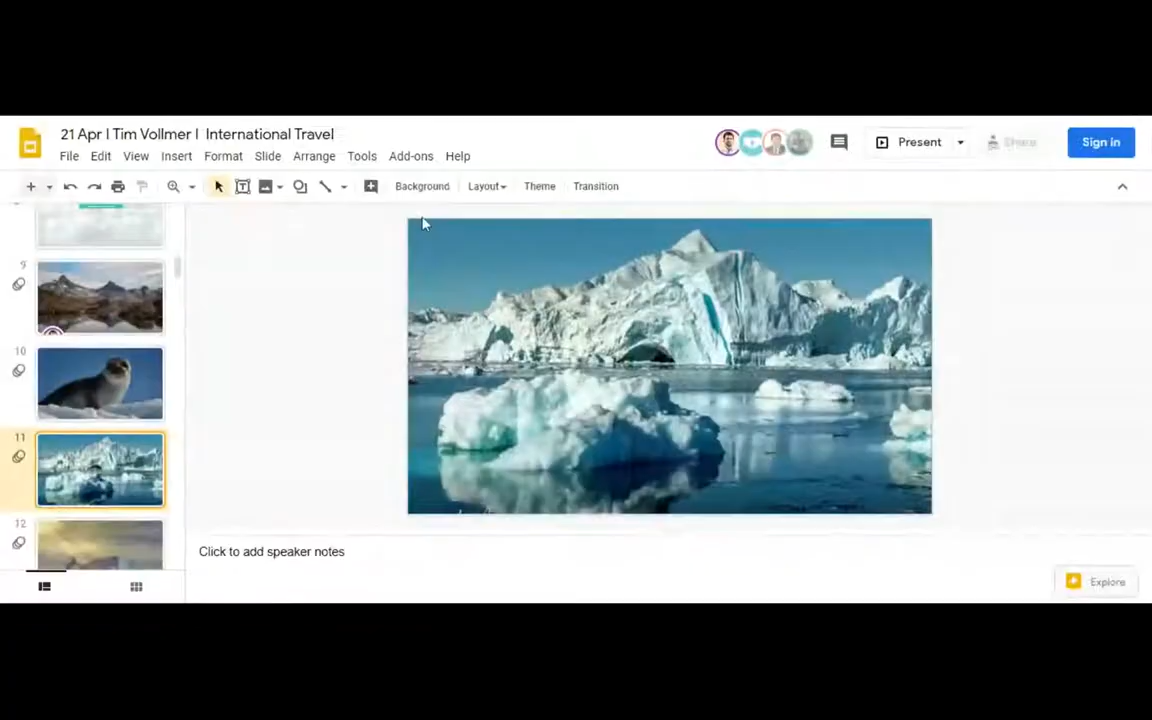 21 Apr | Tim Vollmer | International Travel
File Edit View Insert Format Slide Arrange Tools Add-ons Help
Present
Share
Sign in
Background Layout Theme Transition
9
10
11
12
Click to add speaker notes
Explore